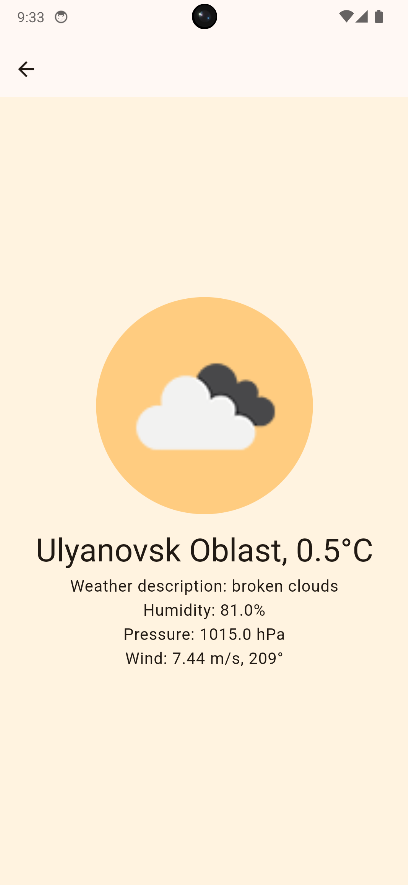 9:33
Ulyanovsk Oblast, 0.5°C
Weather description: broken clouds
Humidity: 81.0%
Pressure: 1015.0 hPa
Wind: 7.44 m/s, 209°